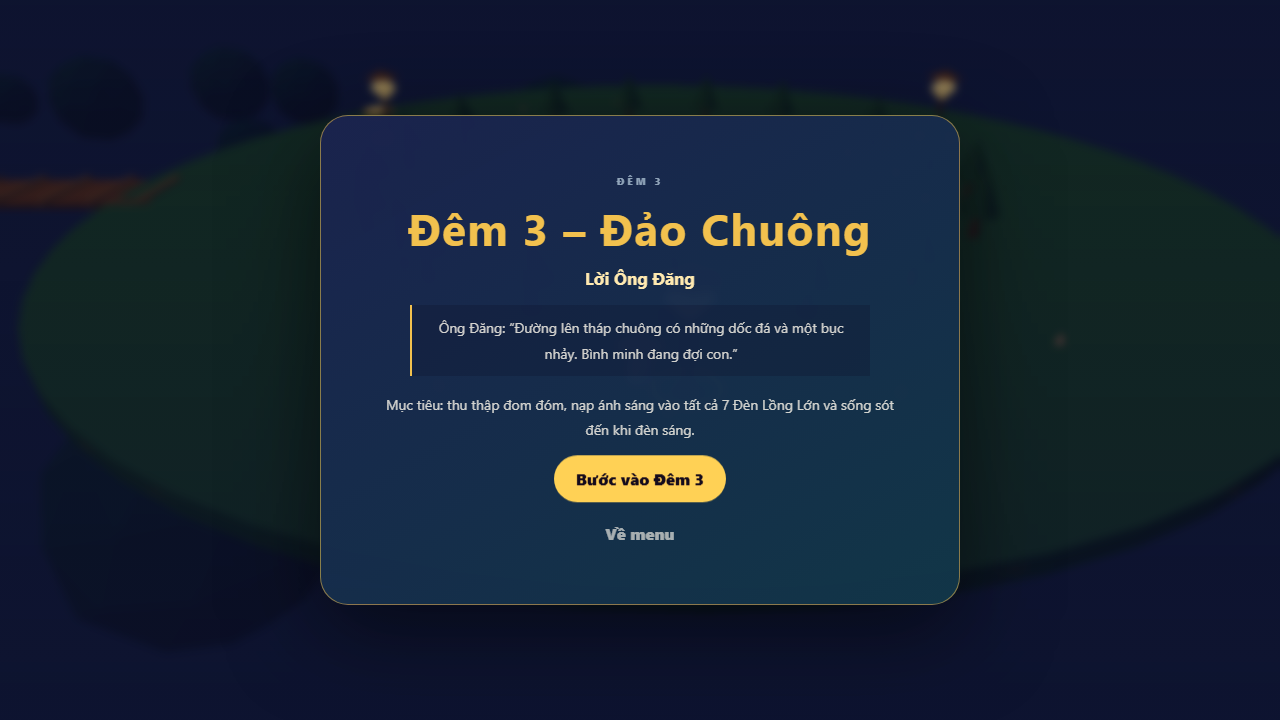 ĐÊM 3
Đêm 3 – Đảo Chuông
Lời Ông Đăng
Ông Đăng: “Đường lên tháp chuông có những dốc đá và một bục
nhảy. Bình minh đang đợi con.”
Mục tiêu: thu thập đom đóm, nạp ánh sáng vào tất cả 7 Đèn Lồng Lớn và sống sót
đến khi đèn sáng.
Bước vào Đêm 3
Về menu